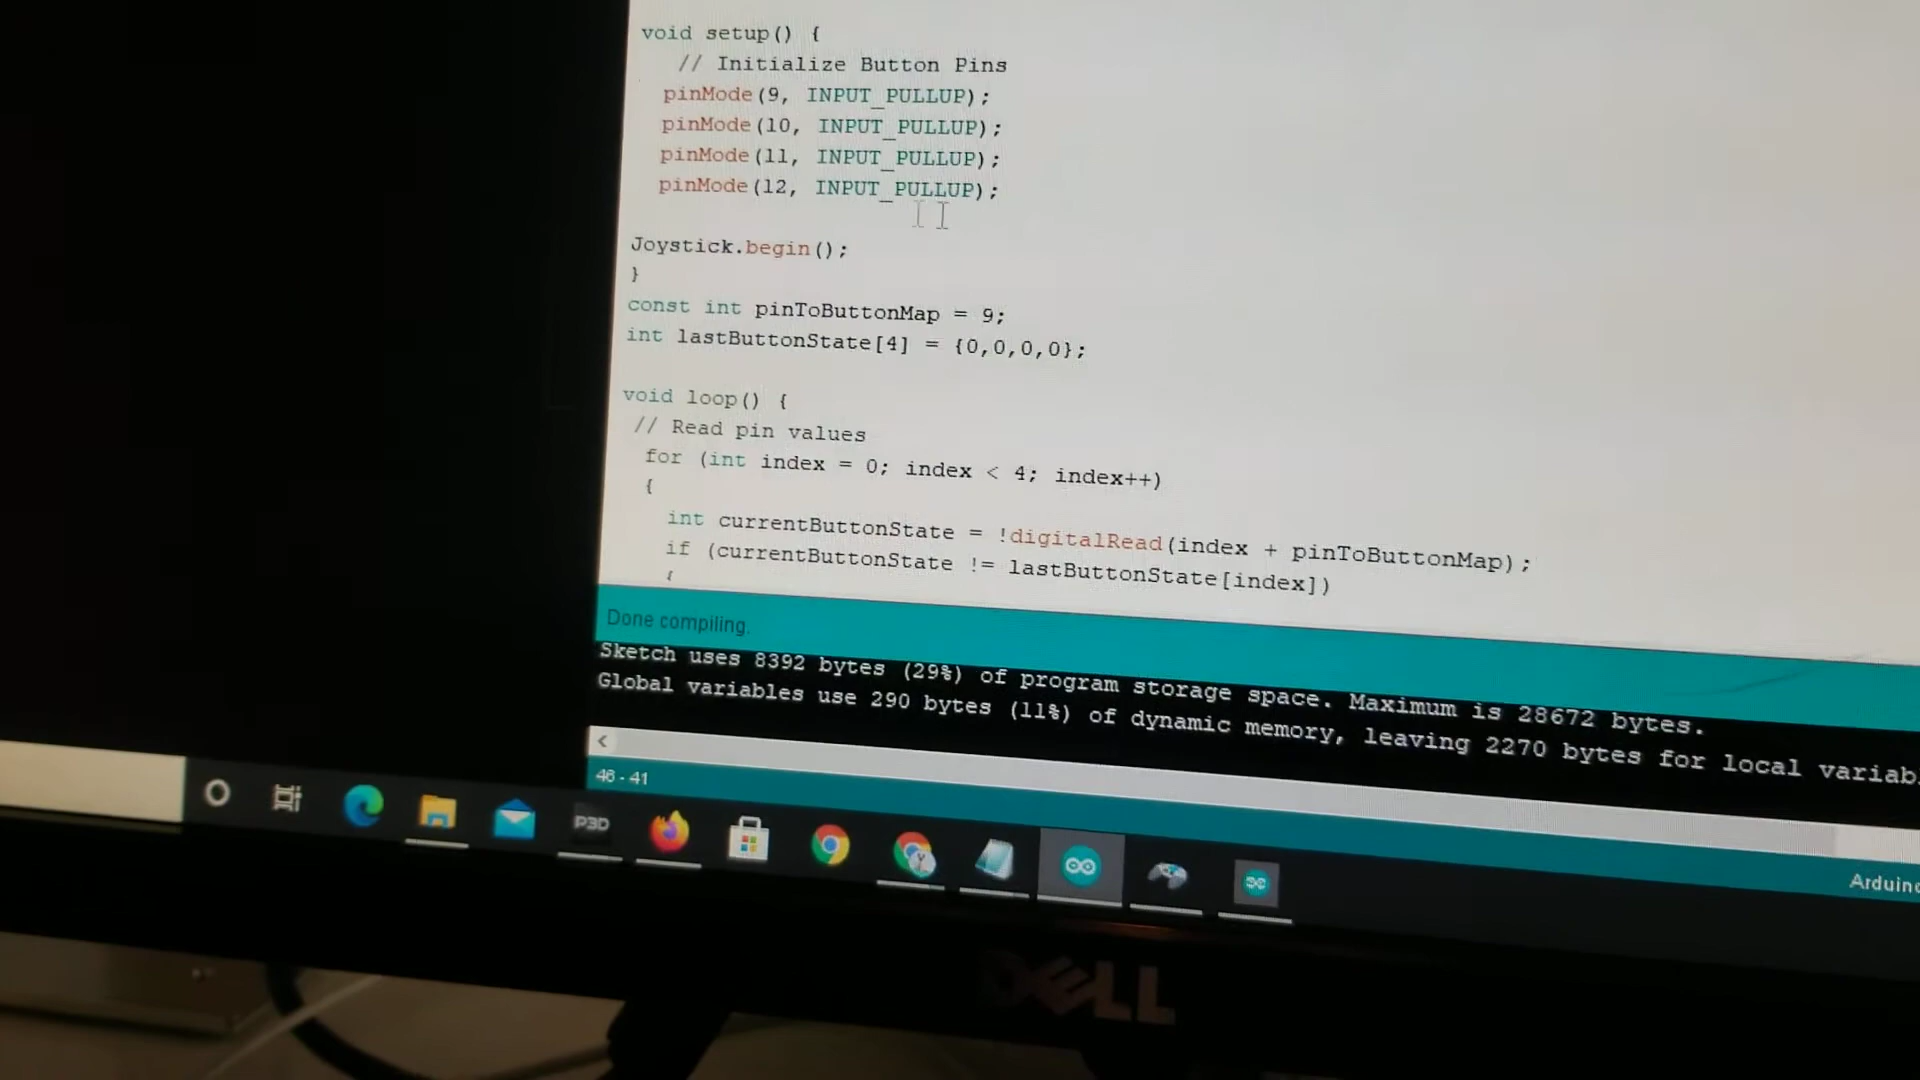 void setup() {
// Initialize Button Pins
pinMode(9, INPUT_PULLUP);
pinMode(10, INPUT_PULLUP);
pinMode(11, INPUT_PULLUP);
pinMode(12, INPUT_PULLUP);
Joystick.begin();
}
const int pinToButtonMap = 9;
int lastButtonState[4] = {0,0,0,0};
void loop() {
// Read pin values
for (int index = 0; index < 4; index++)
{
int currentButtonState = !digitalRead(index + pinToButtonMap);
if (currentButtonState != lastButtonState[index])
{
Done compiling.
Sketch uses 8392 bytes (29%) of program storage space. Maximum is 28672 bytes.
Global variables use 290 bytes (11%) of dynamic memory, leaving 2270 bytes for local variab
46 - 41
Arduino
P3D
DELL